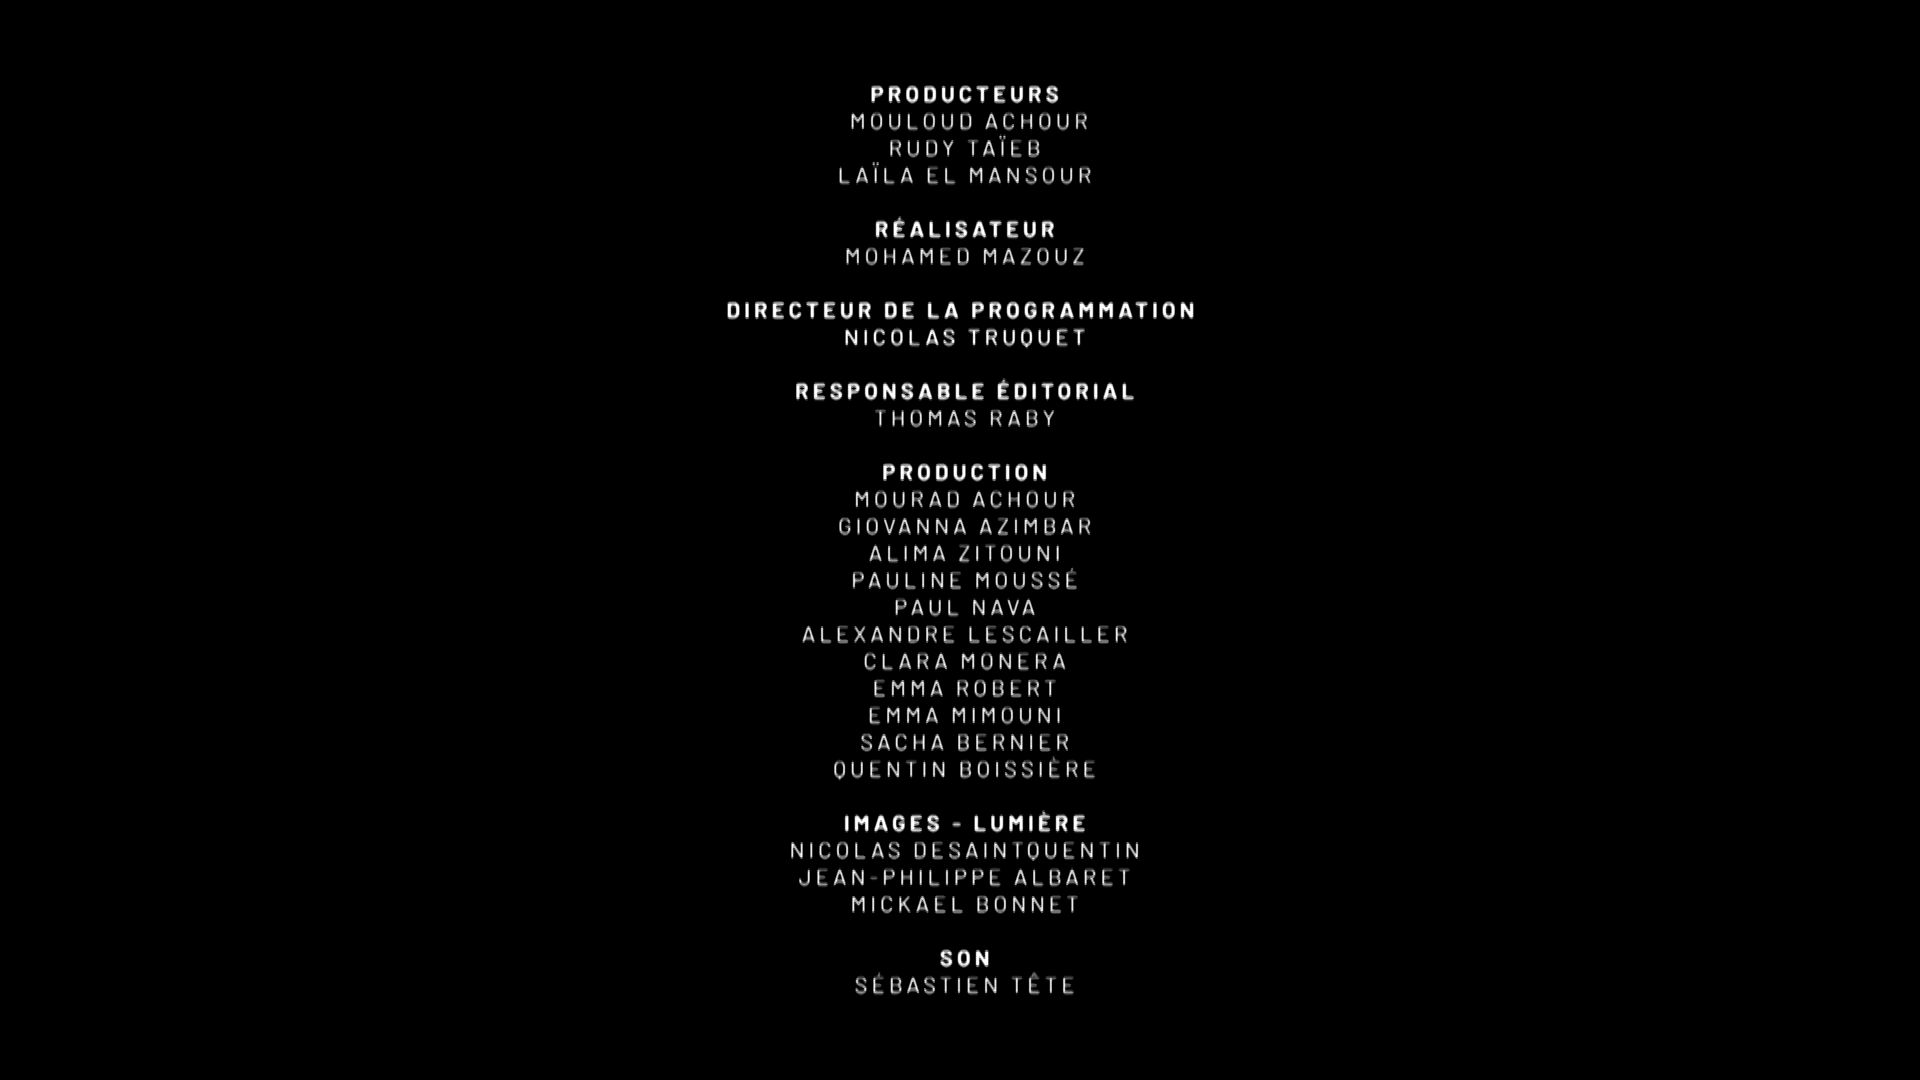 PRODUCTEURS
MOULOUD ACHOUR
RUDY TAÏEB
LAÏLA EL MANSOUR
RÉALISATEUR
MOHAMED MAZOUZ
DIRECTEUR DE LA PROGRAMMATION
NICOLAS TRUQUET
RESPONSABLE ÉDITORIAL
THOMAS RABY
PRODUCTION
MOURAD ACHOUR
GIOVANNA AZIMBAR
ALIMA ZITOUNI
PAULINE MOUSSÉ
PAUL NAVA
ALEXANDRE LESCAILLER
CLARA MONERA
EMMA ROBERT
EMMA MIMOUNI
SACHA BERNIER
QUENTIN BOISSIÈRE
IMAGES - LUMIÈRE
NICOLAS DESAINTQUENTIN
JEAN-PHILIPPE ALBARET
MICKAEL BONNET
SON
SÉBASTIEN TÊTE